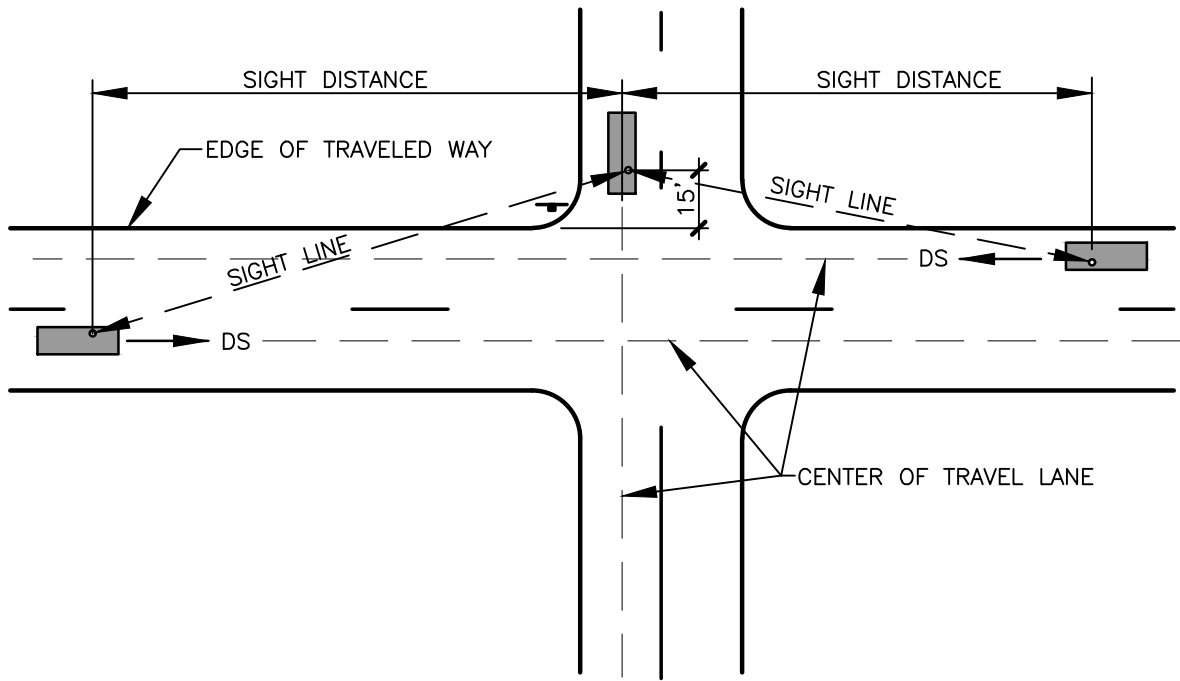 SIGHT DISTANCE
SIGHT DISTANCE
EDGE OF TRAVELED WAY
15'
SIGHT LINE
SIGHT LINE
DS
DS
CENTER OF TRAVEL LANE